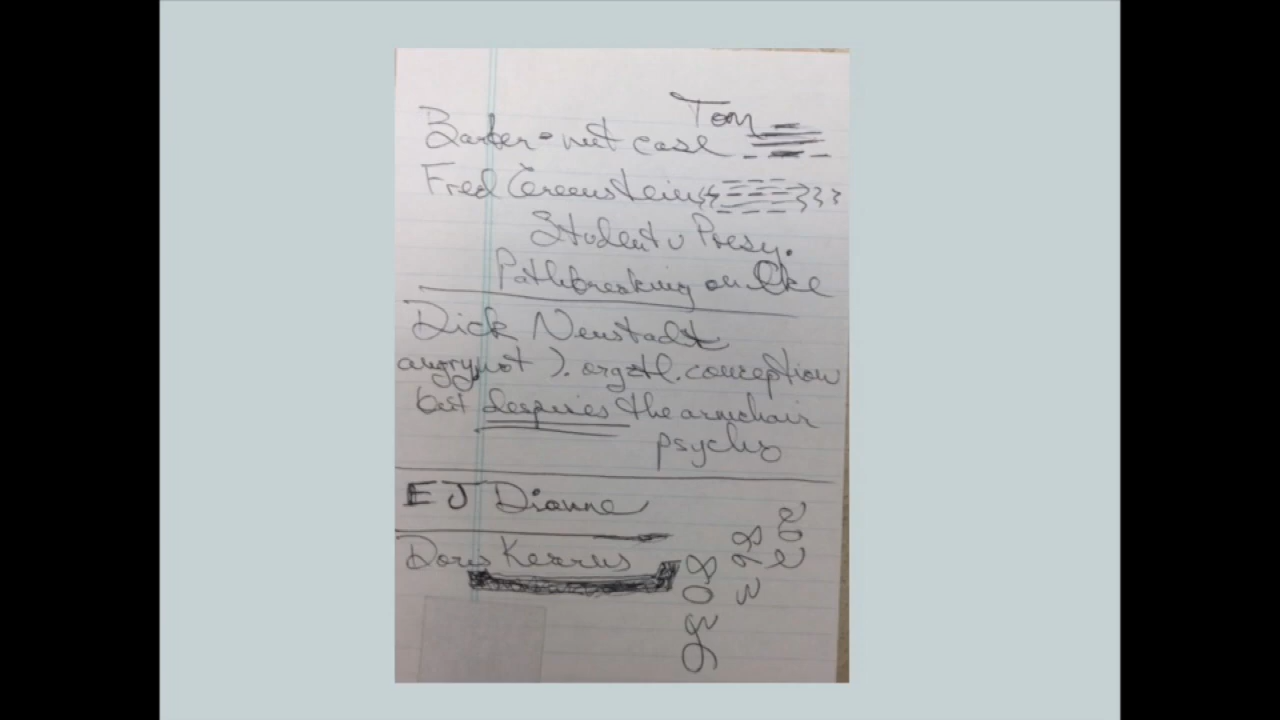 Tom
Barber = nut case
Fred Greenstein
Student v Presy.
Pathbreaking on Ike
Dick Neustadt
angry not ). orgztl. conception
but despises the armchair
psycho
EJ Dionne
Doris Kearns